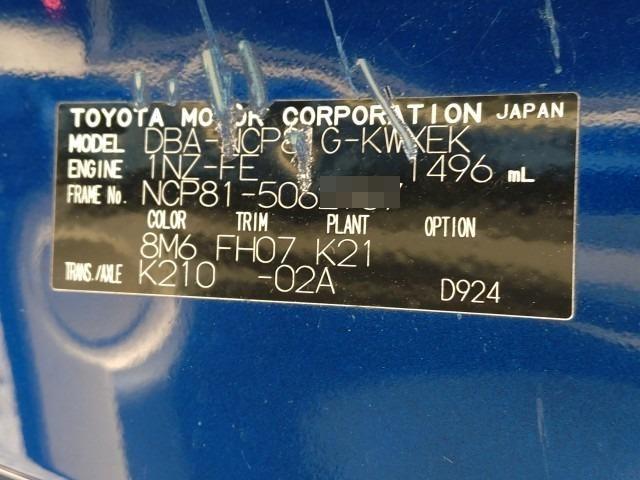 TOYOTA MOTOR CORPORATION JAPAN
MODEL DBA-NCP81G-KWXEK
ENGINE 1NZ-FE 1496 mL
FRAME No. NCP81-506
COLOR TRIM PLANT OPTION
8M6 FH07 K21
TRANS./AXLE K210 -02A D924